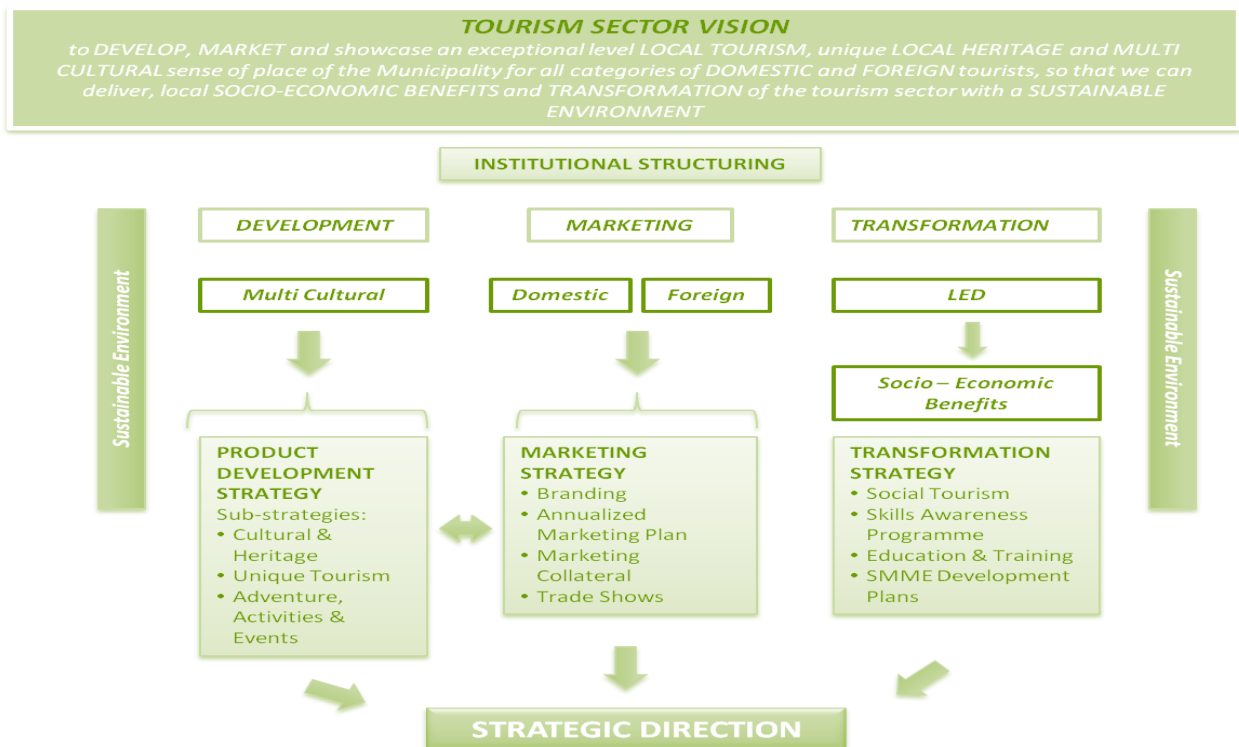 TOURISM SECTOR VISION
to DEVELOP, MARKET and showcase an exceptional level LOCAL TOURISM, unique LOCAL HERITAGE and MULTI
CULTURAL sense of place of the Municipality for all categories of DOMESTIC and FOREIGN tourists, so that we can
deliver, local SOCIO-ECONOMIC BENEFITS and TRANSFORMATION of the tourism sector with a SUSTAINABLE
ENVIRONMENT
INSTITUTIONAL STRUCTURING
Sustainable Environment
DEVELOPMENT
MARKETING
TRANSFORMATION
Sustainable Environment
Multi Cultural
Domestic
Foreign
LED
Socio – Economic
Benefits
PRODUCT
DEVELOPMENT
STRATEGY
Sub-strategies:
• Cultural &
Heritage
• Unique Tourism
• Adventure,
Activities &
Events
MARKETING
STRATEGY
• Branding
• Annualized
Marketing Plan
• Marketing
Collateral
• Trade Shows
TRANSFORMATION
STRATEGY
• Social Tourism
• Skills Awareness
Programme
• Education & Training
• SMME Development
Plans
STRATEGIC DIRECTION